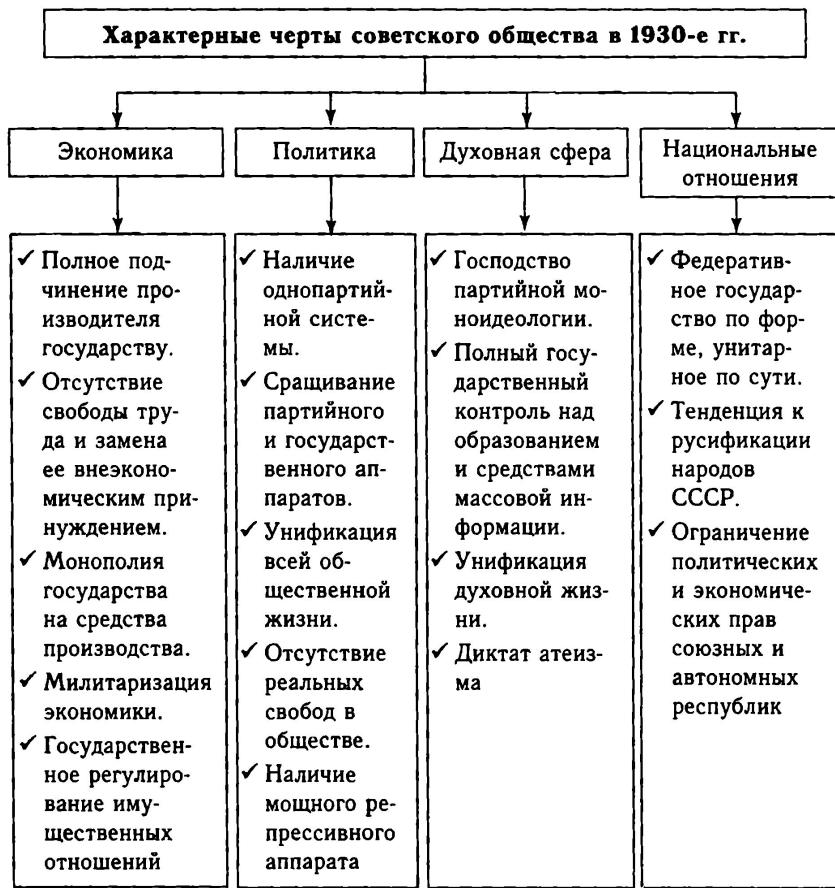 Характерные черты советского общества в 1930-е гг.
Экономика
Политика
Духовная сфера
Национальные
отношения
✓ Полное под-
чинение про-
изводителя
государству.
✓ Отсутствие
свободы тру-
да и замена
ее внеэконо-
мическим при-
нуждением.
✓ Монополия
государства
на средства
производства.
✓ Милитаризация
экономики.
✓ Государствен-
ное регулиро-
вание иму-
щественных
отношений
✓ Наличие
однопартий-
ной систе-
мы.
✓ Сращивание
партийного
и государст-
венного ап-
паратов.
✓ Унификация
всей об-
щественной
жизни.
✓ Отсутствие
реальных
свобод в
обществе.
✓ Наличие
мощного ре-
прессивного
аппарата
✓ Господство
партийной мо-
ноидеологии.
✓ Полный госу-
дарственный
контроль над
образованием
и средствами
массовой ин-
формации.
✓ Унификация
духовной жиз-
ни.
✓ Диктат атеиз-
ма
✓ Федератив-
ное государ-
ство по фор-
ме, унитар-
ное по сути.
✓ Тенденция к
русификации
народов
СССР.
✓ Ограничение
политических
и экономиче-
ских прав
союзных и
автономных
республик